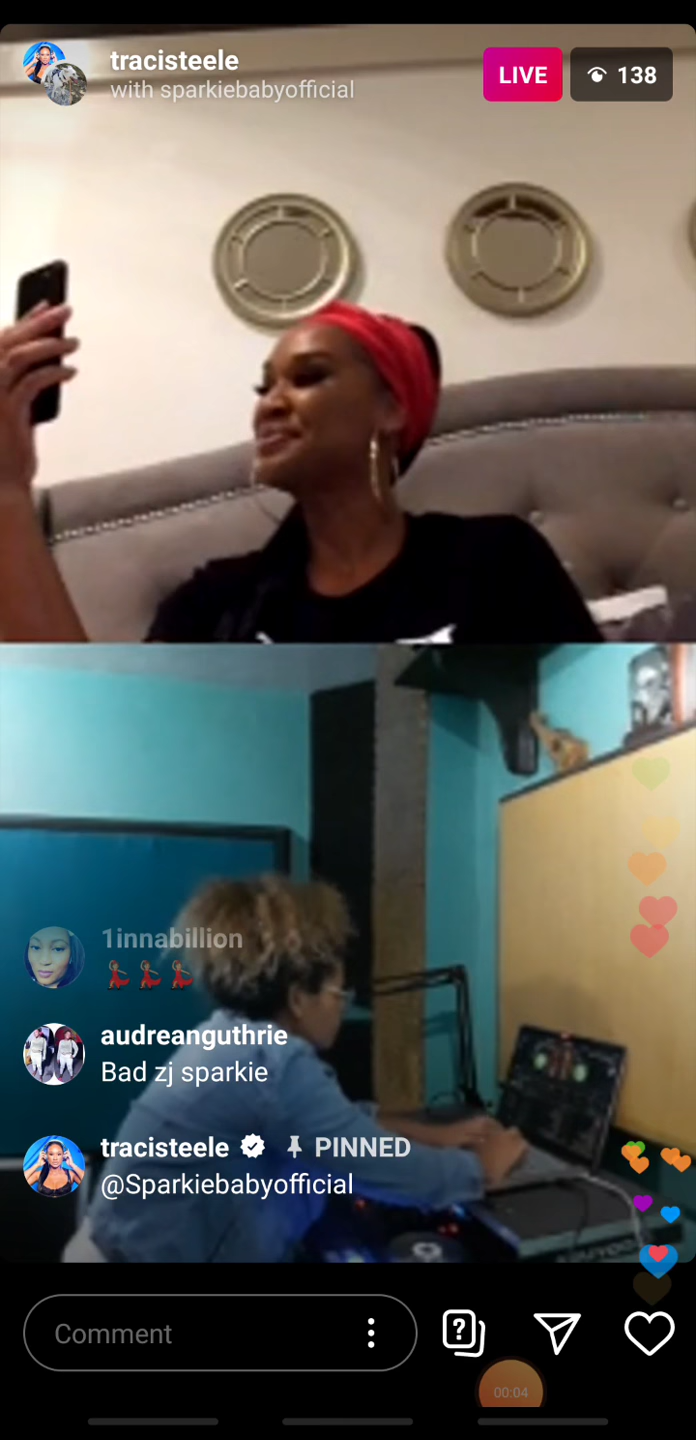 tracisteele
with sparkiebabyofficial
LIVE
138
1innabillion
audreanguthrie
Bad zj sparkie
tracisteele PINNED
@Sparkiebabyofficial
Comment
00:04